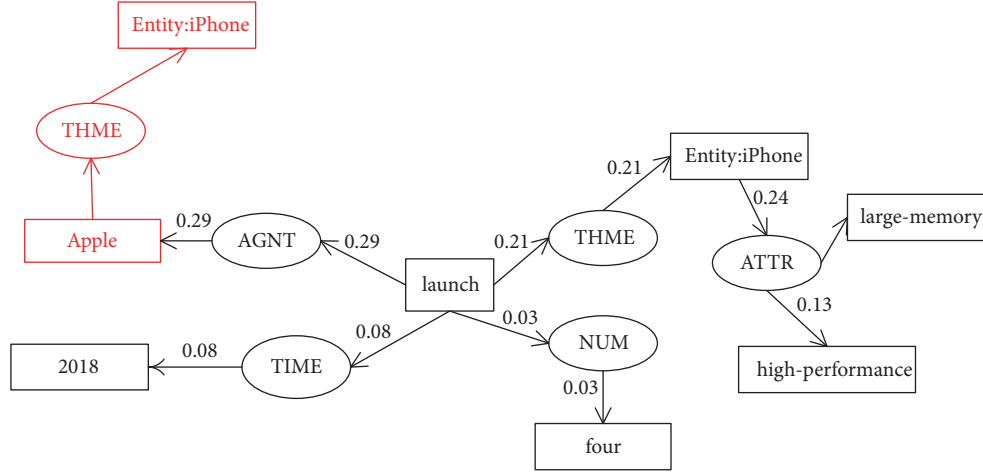 Entity:iPhone
THME
Entity:iPhone
0.21
0.24
large-memory
Apple
0.29
AGNT
0.29
0.21
THME
ATTR
launch
0.13
0.03
0.08
2018
0.08
TIME
NUM
high-performance
0.03
four